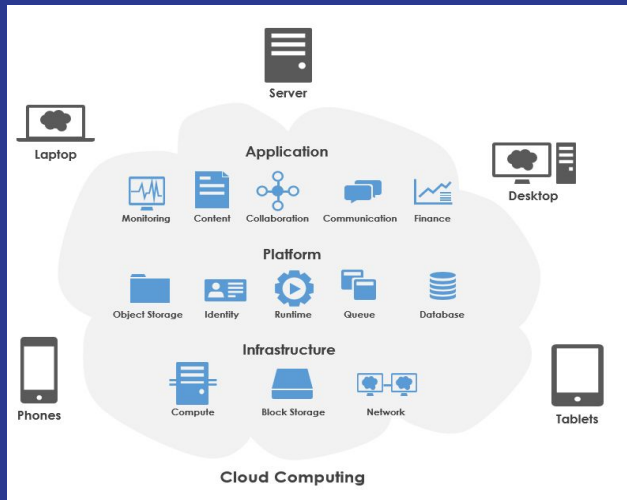 Server
Laptop
Application
Desktop
Monitoring Content Collaboration Communication Finance
Platform
Object Storage Identity Runtime Queue Database
Infrastructure
Phones
Compute Block Storage Network
Tablets
Cloud Computing